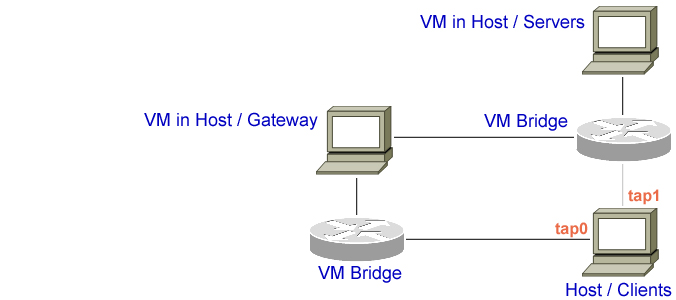 VM in Host / Servers
VM in Host / Gateway
VM Bridge
tap1
tap0
VM Bridge
Host / Clients